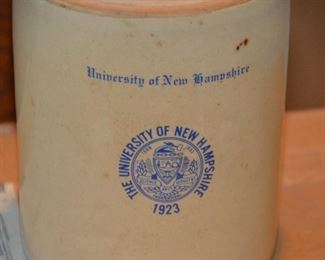 University of New Hampshire
THE UNIVERSITY OF NEW HAMPSHIRE
1923